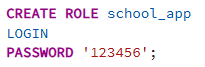 CREATE ROLE school_app
LOGIN
PASSWORD '123456';